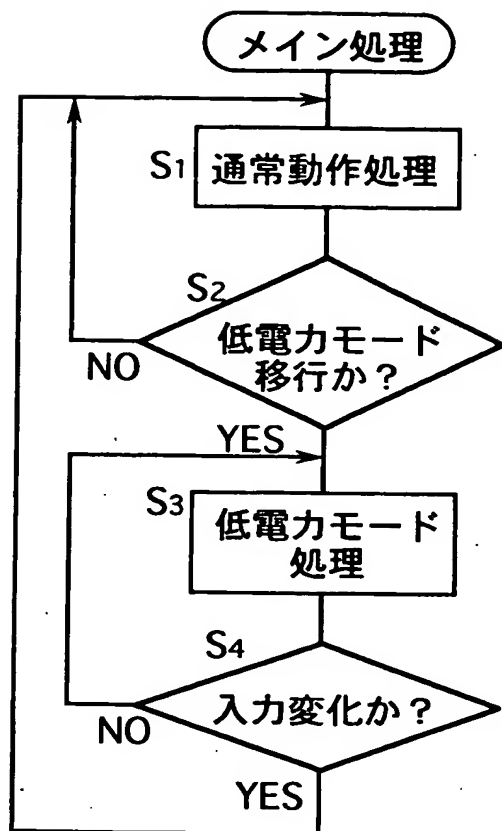 メイン処理
S1
通常動作処理
S2
低電力モード
移行か?
NO
YES
S3
低電力モード
処理
S4
入力変化か?
NO
YES